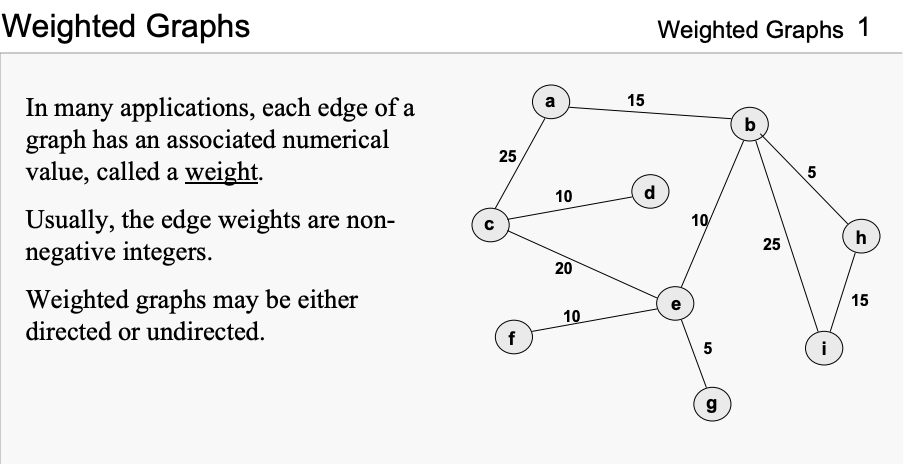 Weighted Graphs
Weighted Graphs 1
In many applications, each edge of a
graph has an associated numerical
value, called a weight.
Usually, the edge weights are non-
negative integers.
Weighted graphs may be either
directed or undirected.
a
15
b
25
5
10
d
c
10
h
25
20
e
15
10
f
5
i
g